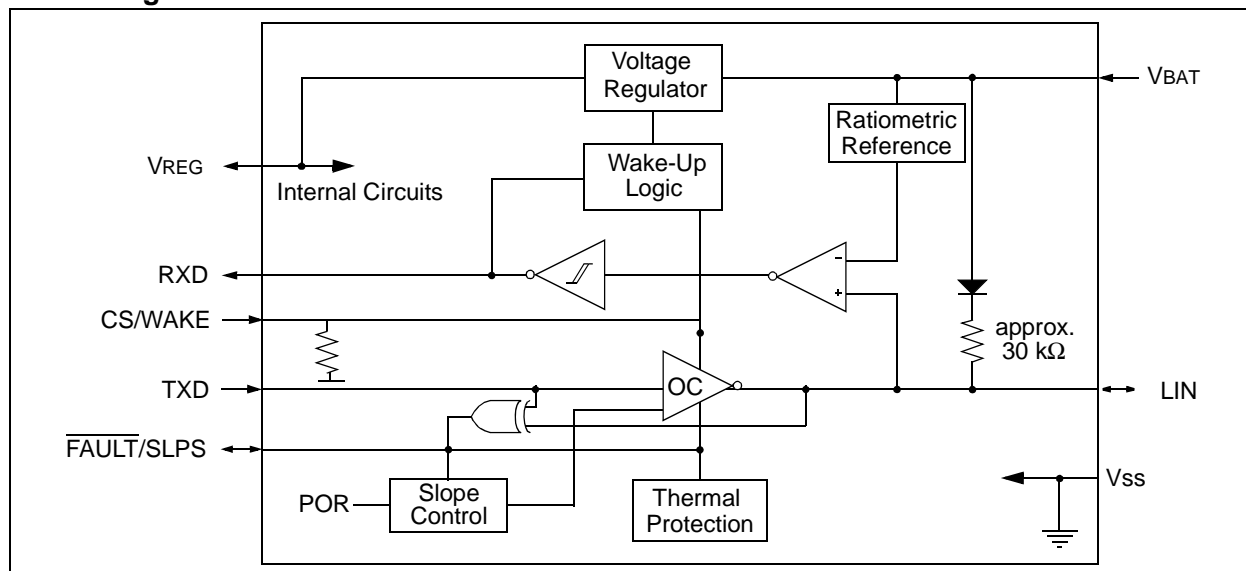 Voltage
Regulator
VBAT
Ratiometric
Reference
VREG
Internal Circuits
Wake-Up
Logic
RXD
-
+
CS/WAKE
approx.
30 kΩ
TXD
OC
LIN
FAULT/SLPS
POR
Slope
Control
Thermal
Protection
VSS